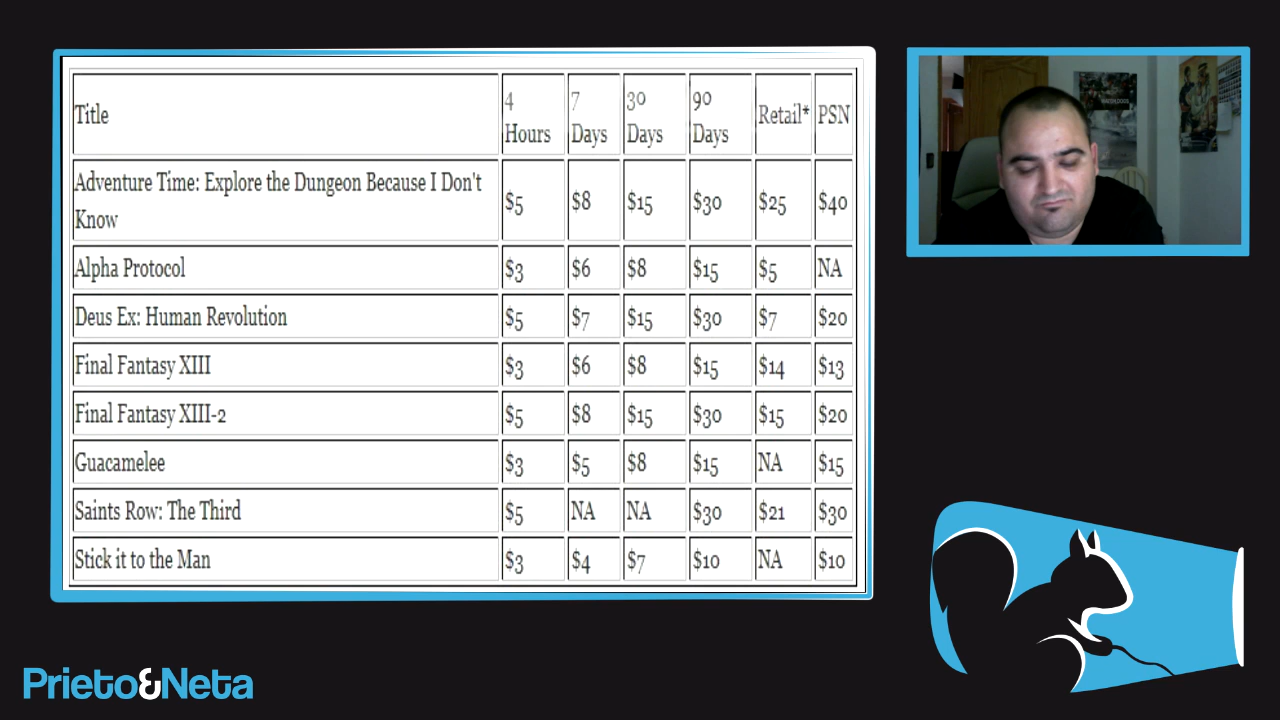 Title 4 Hours 7 Days 30 Days 90 Days Retail* PSN
Adventure Time: Explore the Dungeon Because I Don't Know $5 $8 $15 $30 $25 $40
Alpha Protocol $3 $6 $8 $15 $5 NA
Deus Ex: Human Revolution $5 $7 $15 $30 $7 $20
Final Fantasy XIII $3 $6 $8 $15 $14 $13
Final Fantasy XIII-2 $5 $8 $15 $30 $15 $20
Guacamelee $3 $5 $8 $15 NA $15
Saints Row: The Third $5 NA NA $30 $21 $30
Stick it to the Man $3 $4 $7 $10 NA $10
Prieto&Neta